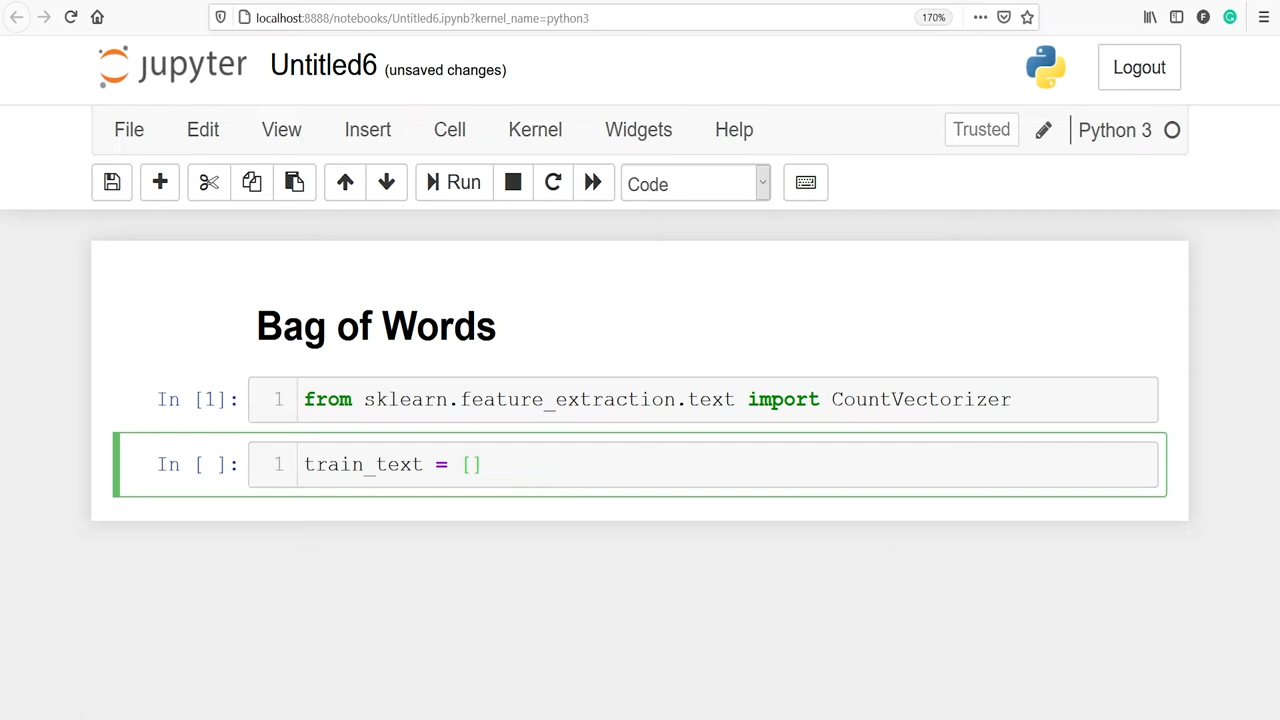 localhost:8888/notebooks/Untitled6.ipynb?kernel_name=python3 170%
jupyter Untitled6 (unsaved changes) Logout
File Edit View Insert Cell Kernel Widgets Help Trusted Python 3
Run Code
Bag of Words
In [1]: 1 from sklearn.feature_extraction.text import CountVectorizer
In [ ]: 1 train_text = []